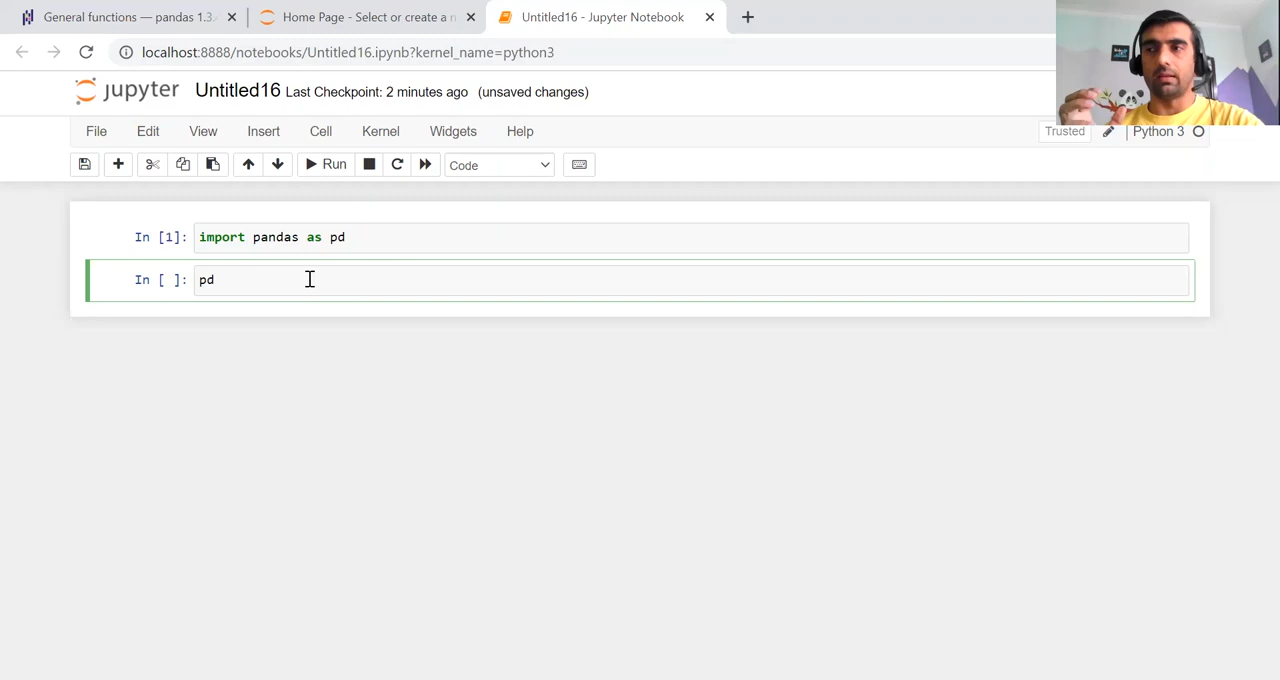 General functions — pandas 1.3.
Home Page - Select or create a n
Untitled16 - Jupyter Notebook
localhost:8888/notebooks/Untitled16.ipynb?kernel_name=python3
jupyter Untitled16 Last Checkpoint: 2 minutes ago (unsaved changes)
File Edit View Insert Cell Kernel Widgets Help Trusted Python 3
Run Code
In [1]: import pandas as pd
In [ ]: pd